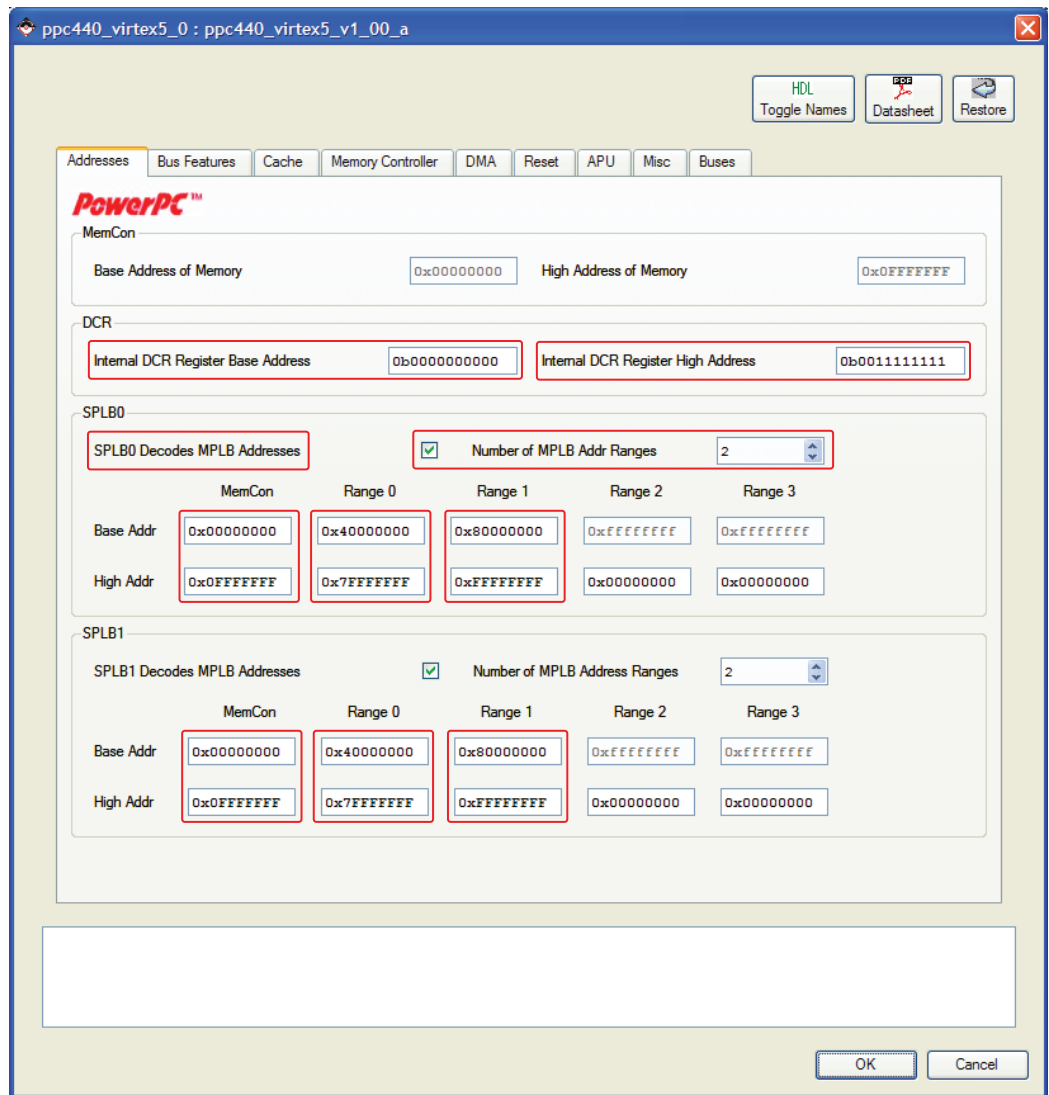 ppc440_virtex5_0 : ppc440_virtex5_v1_00_a
HDL
Toggle Names
PDF
Datasheet
Restore
Addresses Bus Features Cache Memory Controller DMA Reset APU Misc Buses
PowerPC™
MemCon
Base Address of Memory 0x00000000 High Address of Memory 0x0FFFFFFF
DCR
Internal DCR Register Base Address 0b0000000000 Internal DCR Register High Address 0b0011111111
SPLB0
SPLB0 Decodes MPLB Addresses Number of MPLB Addr Ranges 2
MemCon Range 0 Range 1 Range 2 Range 3
Base Addr 0x00000000 0x40000000 0x80000000 0xffffffff 0xffffffff
High Addr 0x0FFFFFFF 0x7FFFFFFF 0xFFFFFFFF 0x00000000 0x00000000
SPLB1
SPLB1 Decodes MPLB Addresses Number of MPLB Address Ranges 2
MemCon Range 0 Range 1 Range 2 Range 3
Base Addr 0x00000000 0x40000000 0x80000000 0xffffffff 0xffffffff
High Addr 0x0FFFFFFF 0x7FFFFFFF 0xFFFFFFFF 0x00000000 0x00000000
OK Cancel